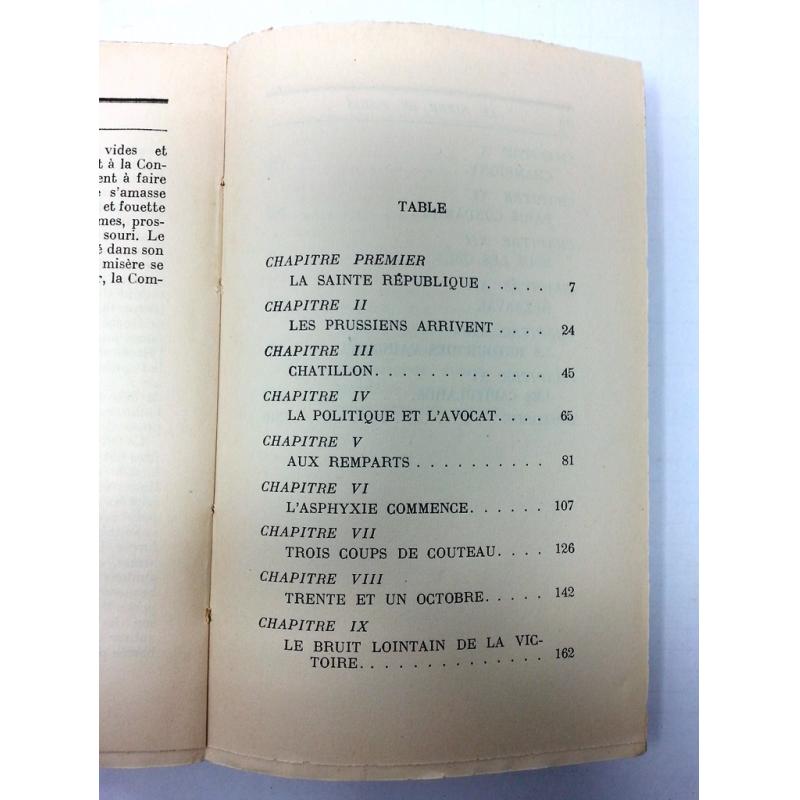 vides et
t à la Con-
ent à faire
s'amasse
et fouette
mes, pros-
souri. Le
é dans son
misère se
r, la Com-
TABLE
CHAPITRE PREMIER
LA SAINTE RÉPUBLIQUE . . . . . 7
CHAPITRE II
LES PRUSSIENS ARRIVENT . . . . 24
CHAPITRE III
CHATILLON. . . . . . . . . . . . 45
CHAPITRE IV
LA POLITIQUE ET L'AVOCAT. . . . 65
CHAPITRE V
AUX REMPARTS . . . . . . . . . . 81
CHAPITRE VI
L'ASPHYXIE COMMENCE. . . . . . 107
CHAPITRE VII
TROIS COUPS DE COUTEAU. . . . 126
CHAPITRE VIII
TRENTE ET UN OCTOBRE. . . . . 142
CHAPITRE IX
LE BRUIT LOINTAIN DE LA VIC-
TOIRE. . . . . . . . . . . . . . . 162